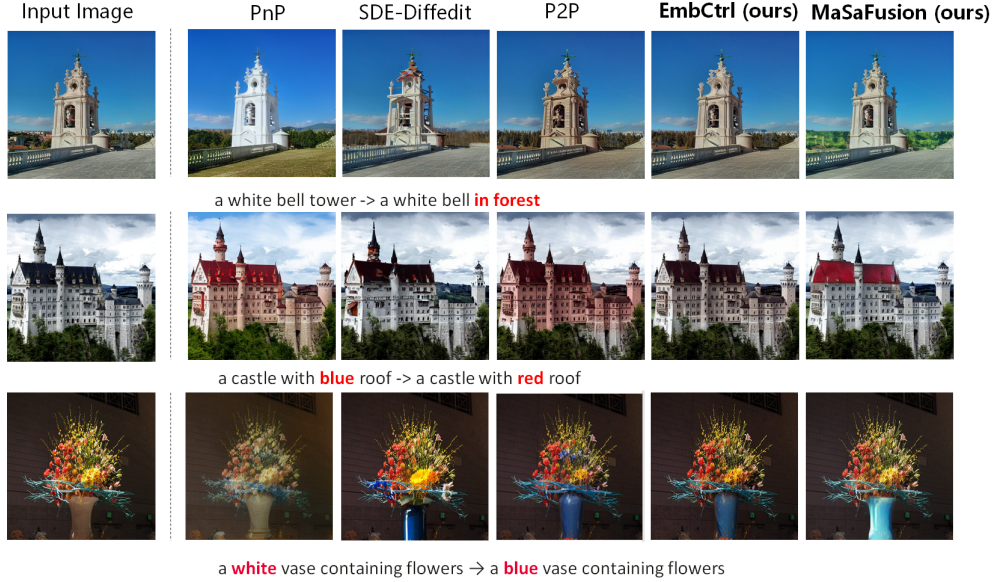 Input Image PnP SDE-Diffedit P2P EmbCtrl (ours) MaSaFusion (ours)
a white bell tower -> a white bell in forest
a castle with blue roof -> a castle with red roof
a white vase containing flowers → a blue vase containing flowers